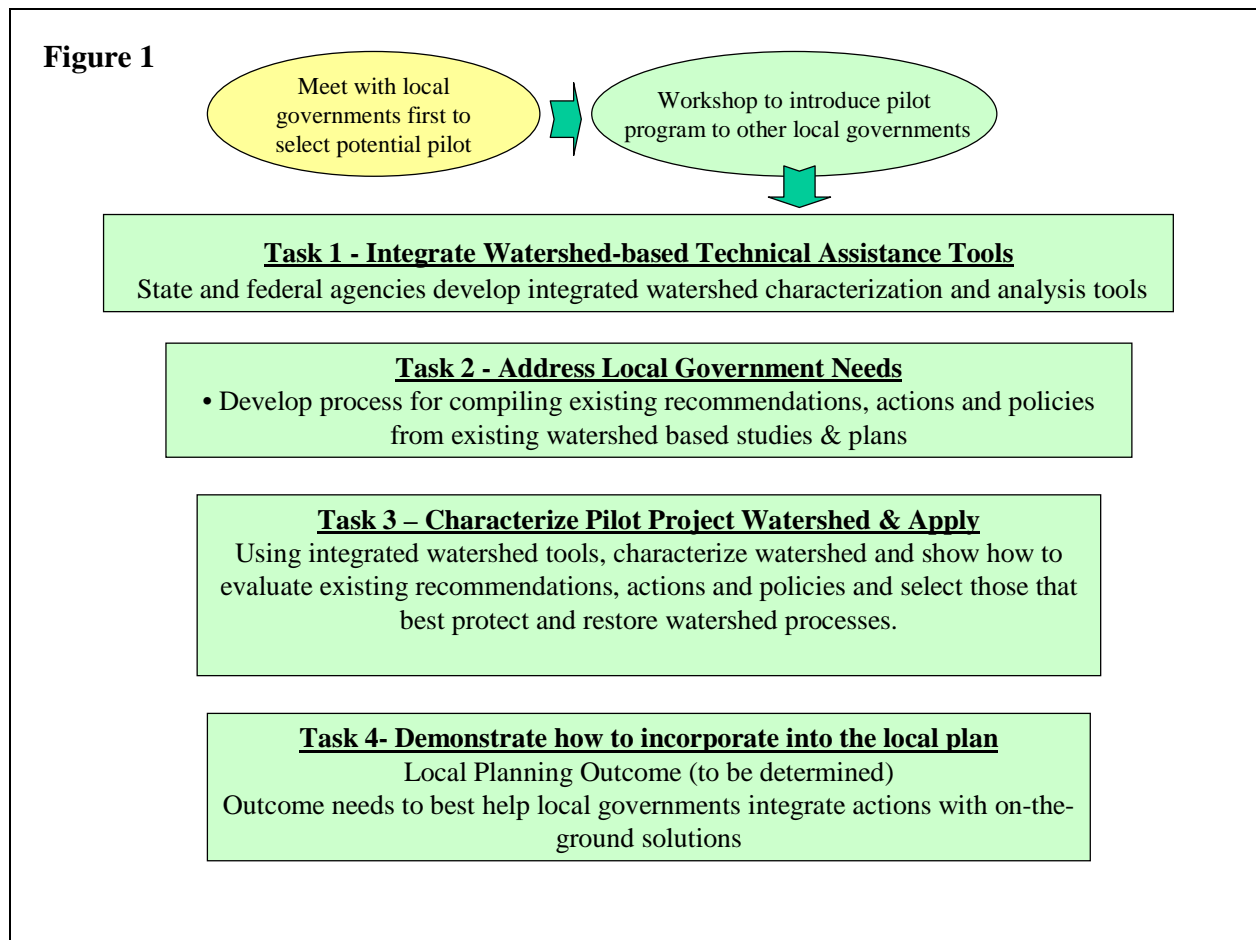 Figure 1
Meet with local
governments first to
select potential pilot
Workshop to introduce pilot
program to other local governments
Task 1 - Integrate Watershed-based Technical Assistance Tools
State and federal agencies develop integrated watershed characterization and analysis tools
Task 2 - Address Local Government Needs
• Develop process for compiling existing recommendations, actions and policies
from existing watershed based studies & plans
Task 3 – Characterize Pilot Project Watershed & Apply
Using integrated watershed tools, characterize watershed and show how to
evaluate existing recommendations, actions and policies and select those that
best protect and restore watershed processes.
Task 4- Demonstrate how to incorporate into the local plan
Local Planning Outcome (to be determined)
Outcome needs to best help local governments integrate actions with on-the-
ground solutions